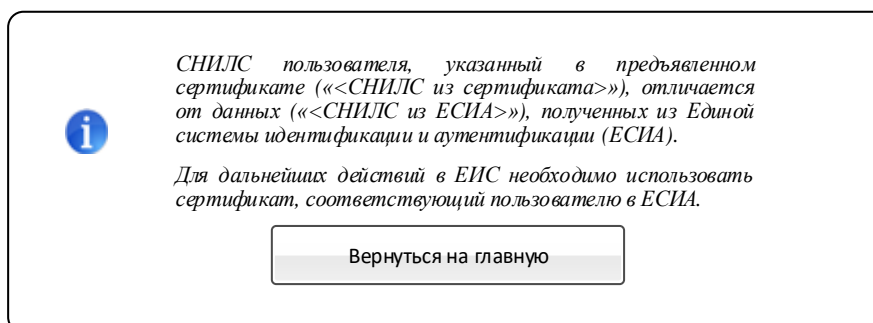 СНИЛС пользователя, указанный в предъявленном
сертификате («<СНИЛС из сертификата>»), отличается
от данных («<СНИЛС из ЕСИА>»), полученных из Единой
системы идентификации и аутентификации (ЕСИА).
Для дальнейших действий в ЕИС необходимо использовать
сертификат, соответствующий пользователю в ЕСИА.
Вернуться на главную